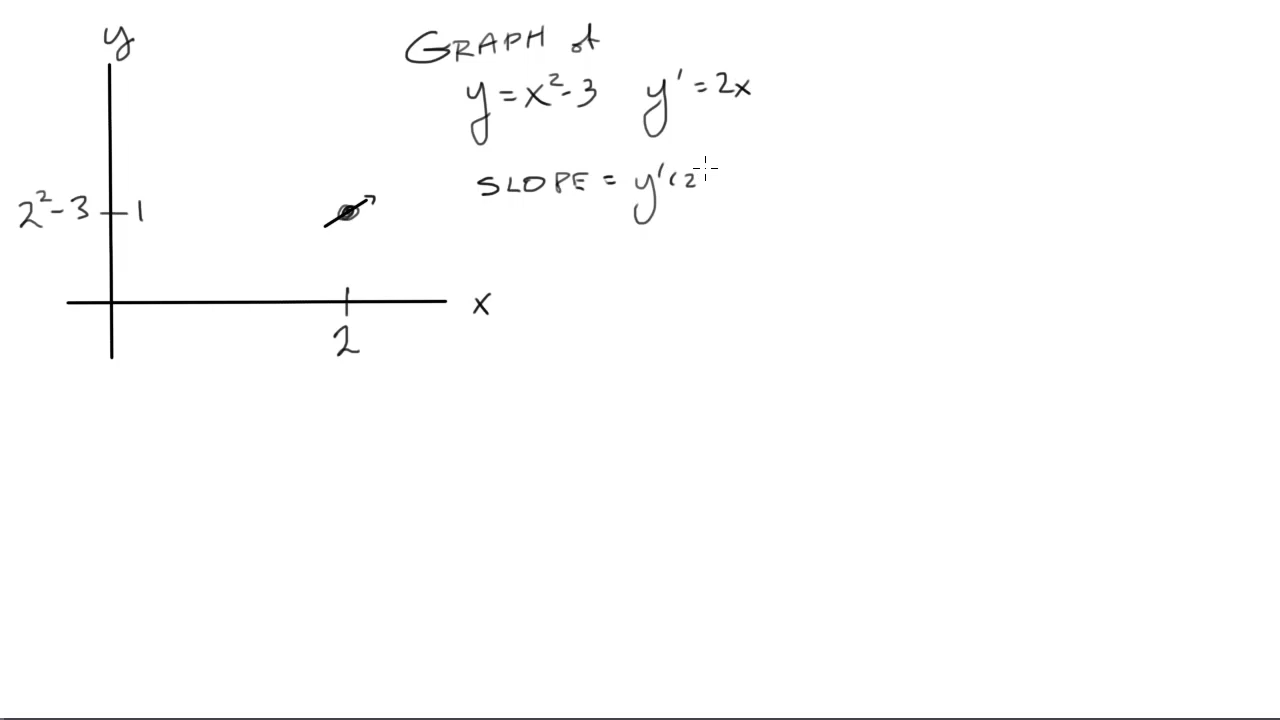 y
GRAPH of
y = x² - 3   y' = 2x
SLOPE = y'(2
2² - 3   1
x
2